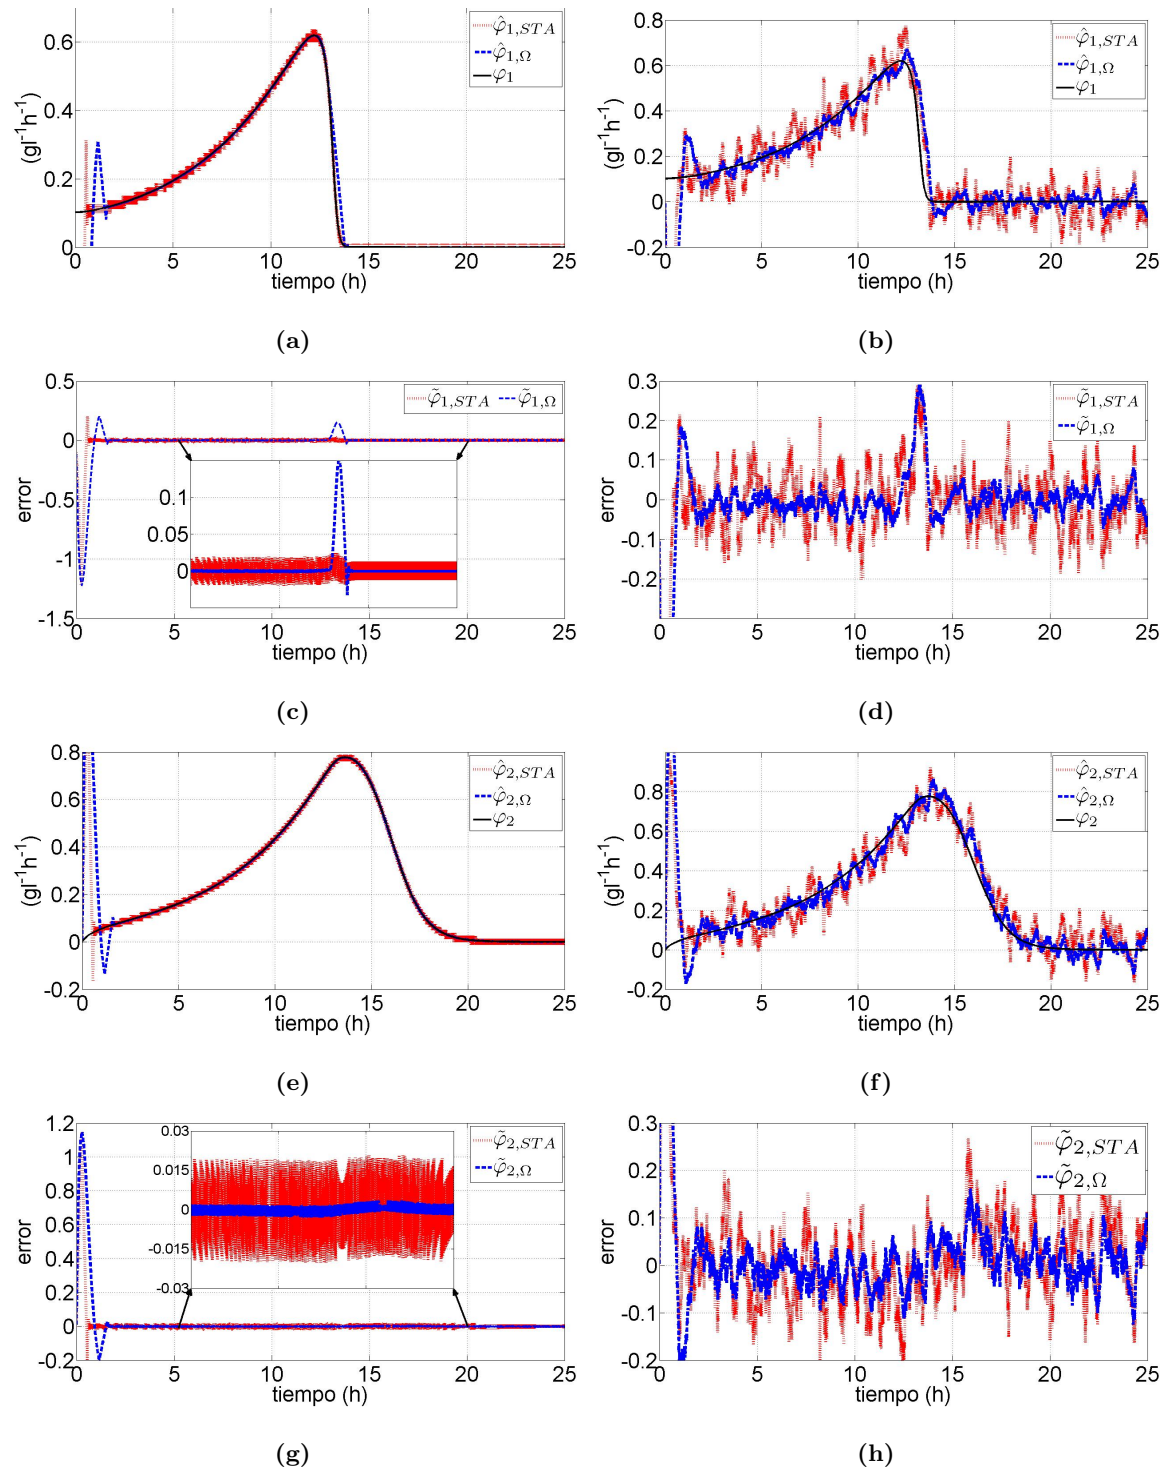 0.6
0.4
0.2
0
(gl⁻¹h⁻¹)
φ̂₁,STA
φ̂₁,Ω
φ₁
0 5 10 15 20 25
tiempo (h)
(a)
0.8
0.6
0.4
0.2
0
-0.2
(gl⁻¹h⁻¹)
φ̂₁,STA
φ̂₁,Ω
φ₁
0 5 10 15 20 25
tiempo (h)
(b)
0.5
0
-0.5
-1
-1.5
error
φ̃₁,STA φ̃₁,Ω
0.1
0.05
0
0 5 10 15 20 25
tiempo (h)
(c)
0.3
0.2
0.1
0
-0.1
-0.2
error
φ̃₁,STA
φ̃₁,Ω
0 5 10 15 20 25
tiempo (h)
(d)
0.8
0.6
0.4
0.2
0
-0.2
(gl⁻¹h⁻¹)
φ̂₂,STA
φ̂₂,Ω
φ₂
0 5 10 15 20 25
tiempo (h)
(e)
0.8
0.6
0.4
0.2
0
-0.2
(gl⁻¹h⁻¹)
φ̂₂,STA
φ̂₂,Ω
φ₂
0 5 10 15 20 25
tiempo (h)
(f)
1.2
1
0.8
0.6
0.4
0.2
0
-0.2
error
0.03
0.015
0
-0.015
-0.03
φ̃₂,STA
φ̃₂,Ω
0 5 10 15 20 25
tiempo (h)
(g)
0.3
0.2
0.1
0
-0.1
-0.2
error
φ̃₂,STA
φ̃₂,Ω
0 5 10 15 20 25
tiempo (h)
(h)